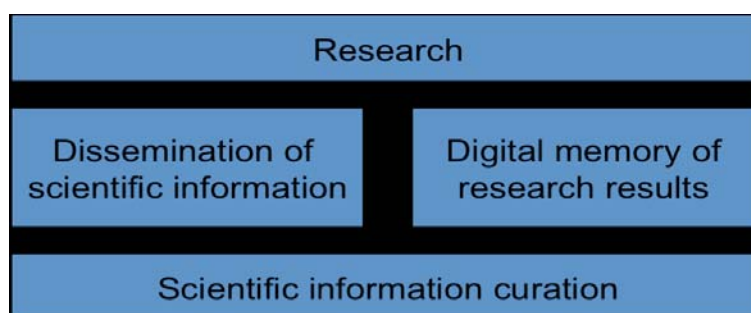 Research
Dissemination of
scientific information
Digital memory of
research results
Scientific information curation